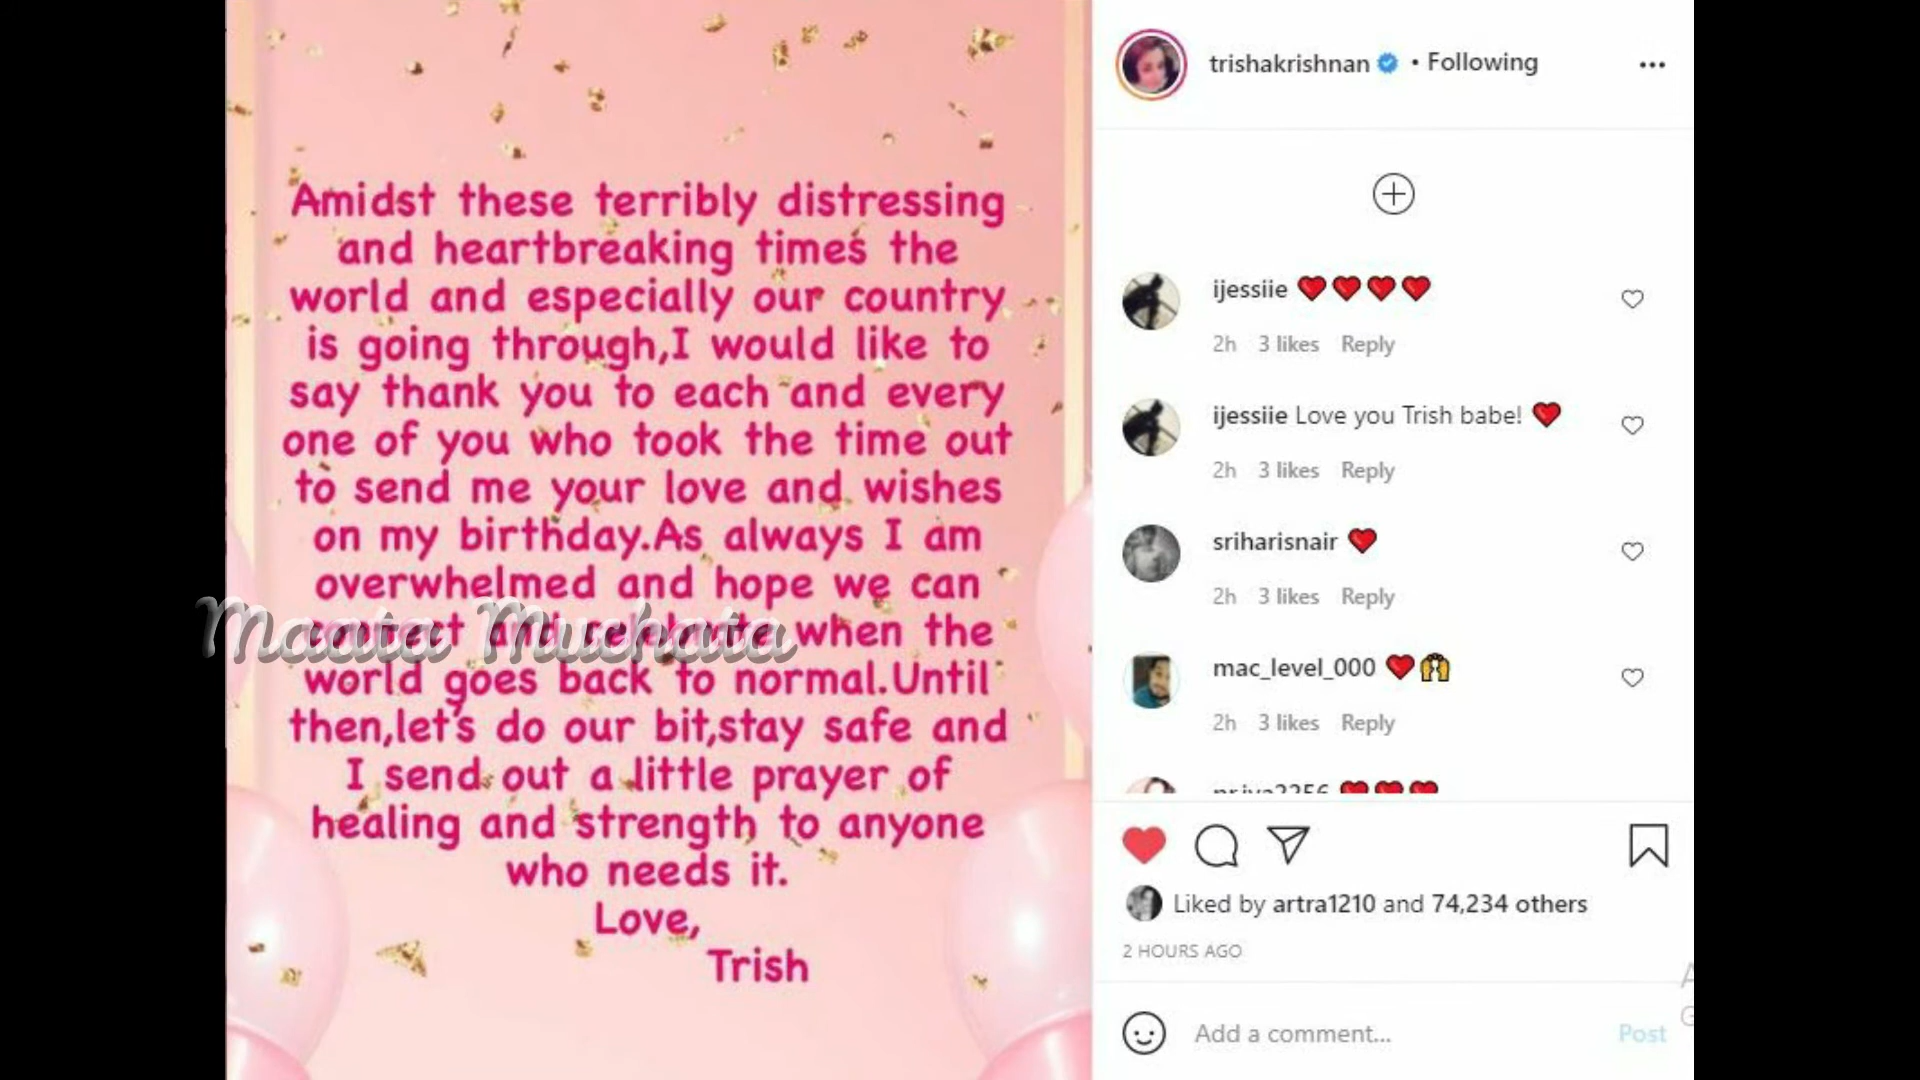 Amidst these terribly distressing
and heartbreaking times the
world and especially our country
is going through,I would like to
say thank you to each and every
one of you who took the time out
to send me your love and wishes
on my birthday.As always I am
overwhelmed and hope we can
connect and celebrate when the
world goes back to normal.Until
then,let's do our bit,stay safe and
I send out a little prayer of
healing and strength to anyone
who needs it.
Love,
Trish
Maata Muchata
trishakrishnan • Following
ijessiie ❤❤❤❤
2h 3 likes Reply
ijessiie Love you Trish babe! ❤
2h 3 likes Reply
sriharisnair ❤
2h 3 likes Reply
mac_level_000 ❤🙌
2h 3 likes Reply
Liked by artra1210 and 74,234 others
2 HOURS AGO
Add a comment... Post